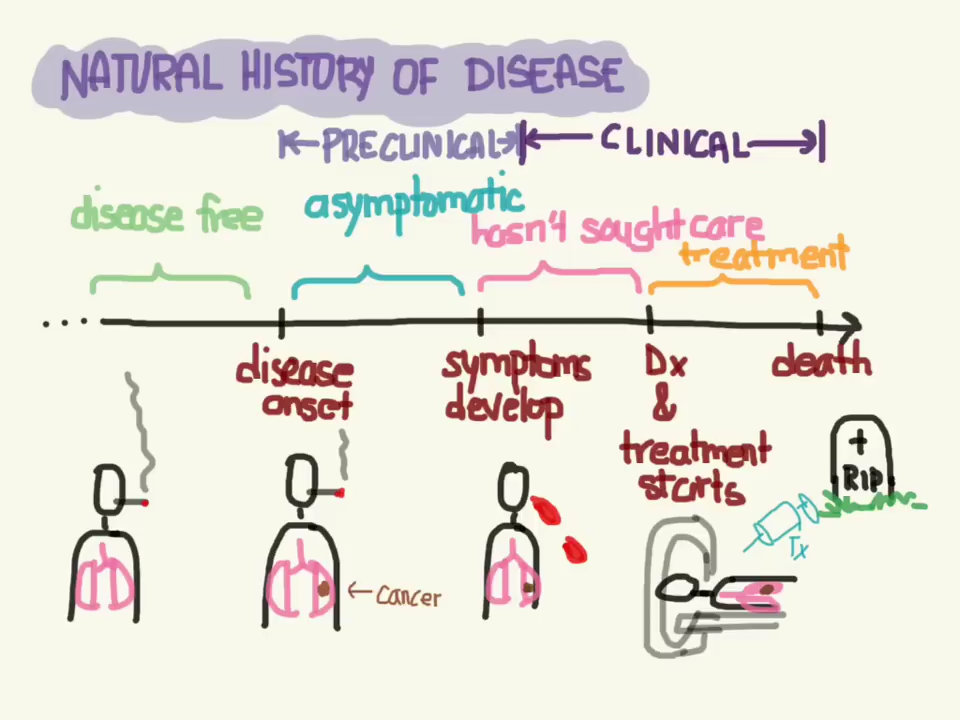 NATURAL HISTORY OF DISEASE
PRECLINICAL
CLINICAL
disease free
asymptomatic
hasn't sought care
treatment
disease
onset
symptoms
develop
Dx
&
treatment
starts
death
RIP
Tx
cancer